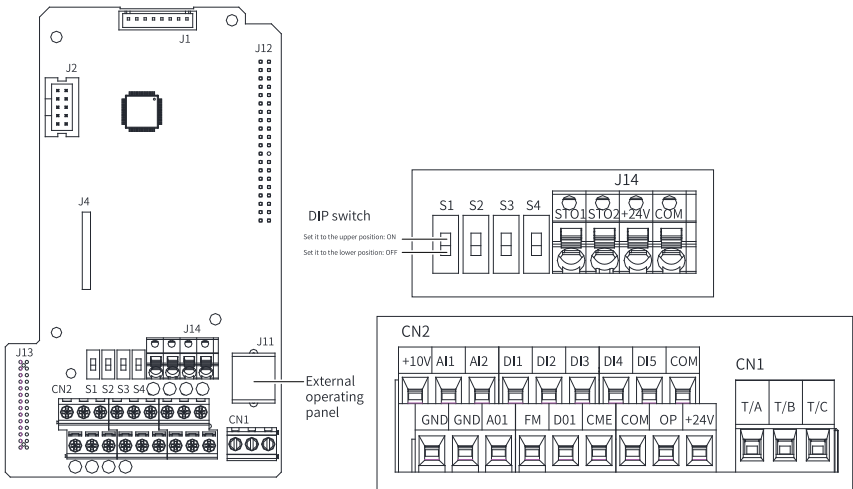 J1
J12
J2
J4
J14
J11
J13
CN2 S1 S2 S3 S4
CN1
External
operating
panel
DIP switch
Set it to the upper position: ON
Set it to the lower position: OFF
J14
S1 S2 S3 S4
STO1 STO2 +24V COM
CN2
+10V AI1 AI2 DI1 DI2 DI3 DI4 DI5 COM
GND GND A01 FM D01 CME COM OP +24V
CN1
T/A T/B T/C